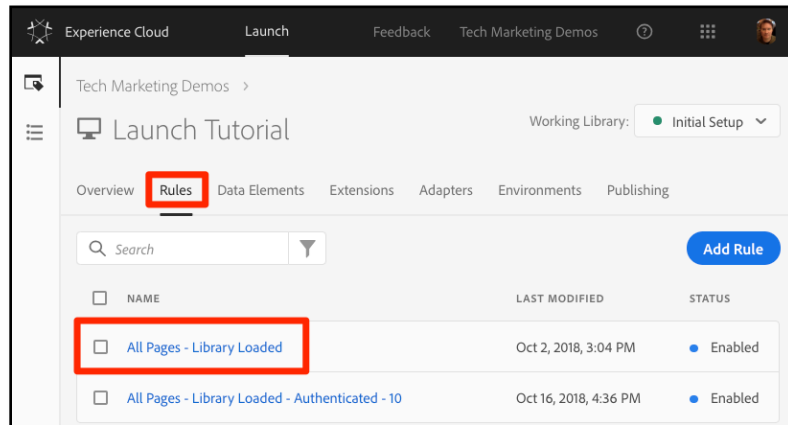 Experience Cloud Launch Feedback Tech Marketing Demos
Tech Marketing Demos >
Launch Tutorial
Working Library: Initial Setup
Overview Rules Data Elements Extensions Adapters Environments Publishing
Search
Add Rule
NAME LAST MODIFIED STATUS
All Pages - Library Loaded Oct 2, 2018, 3:04 PM Enabled
All Pages - Library Loaded - Authenticated - 10 Oct 16, 2018, 4:36 PM Enabled